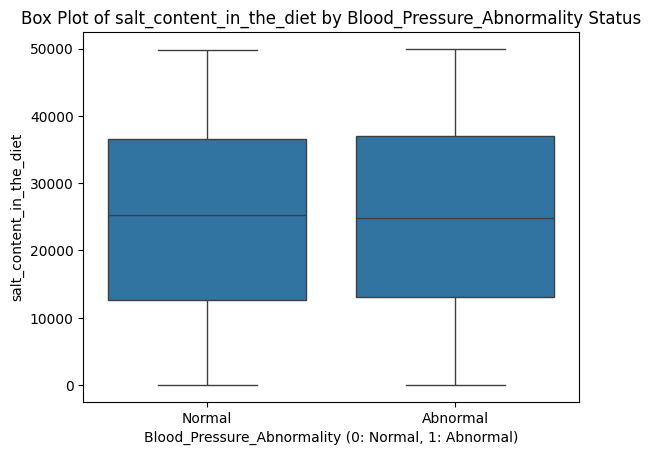 Box Plot of salt_content_in_the_diet by Blood_Pressure_Abnormality Status
50000
40000
30000
20000
10000
0
salt_content_in_the_diet
Normal
Abnormal
Blood_Pressure_Abnormality (0: Normal, 1: Abnormal)